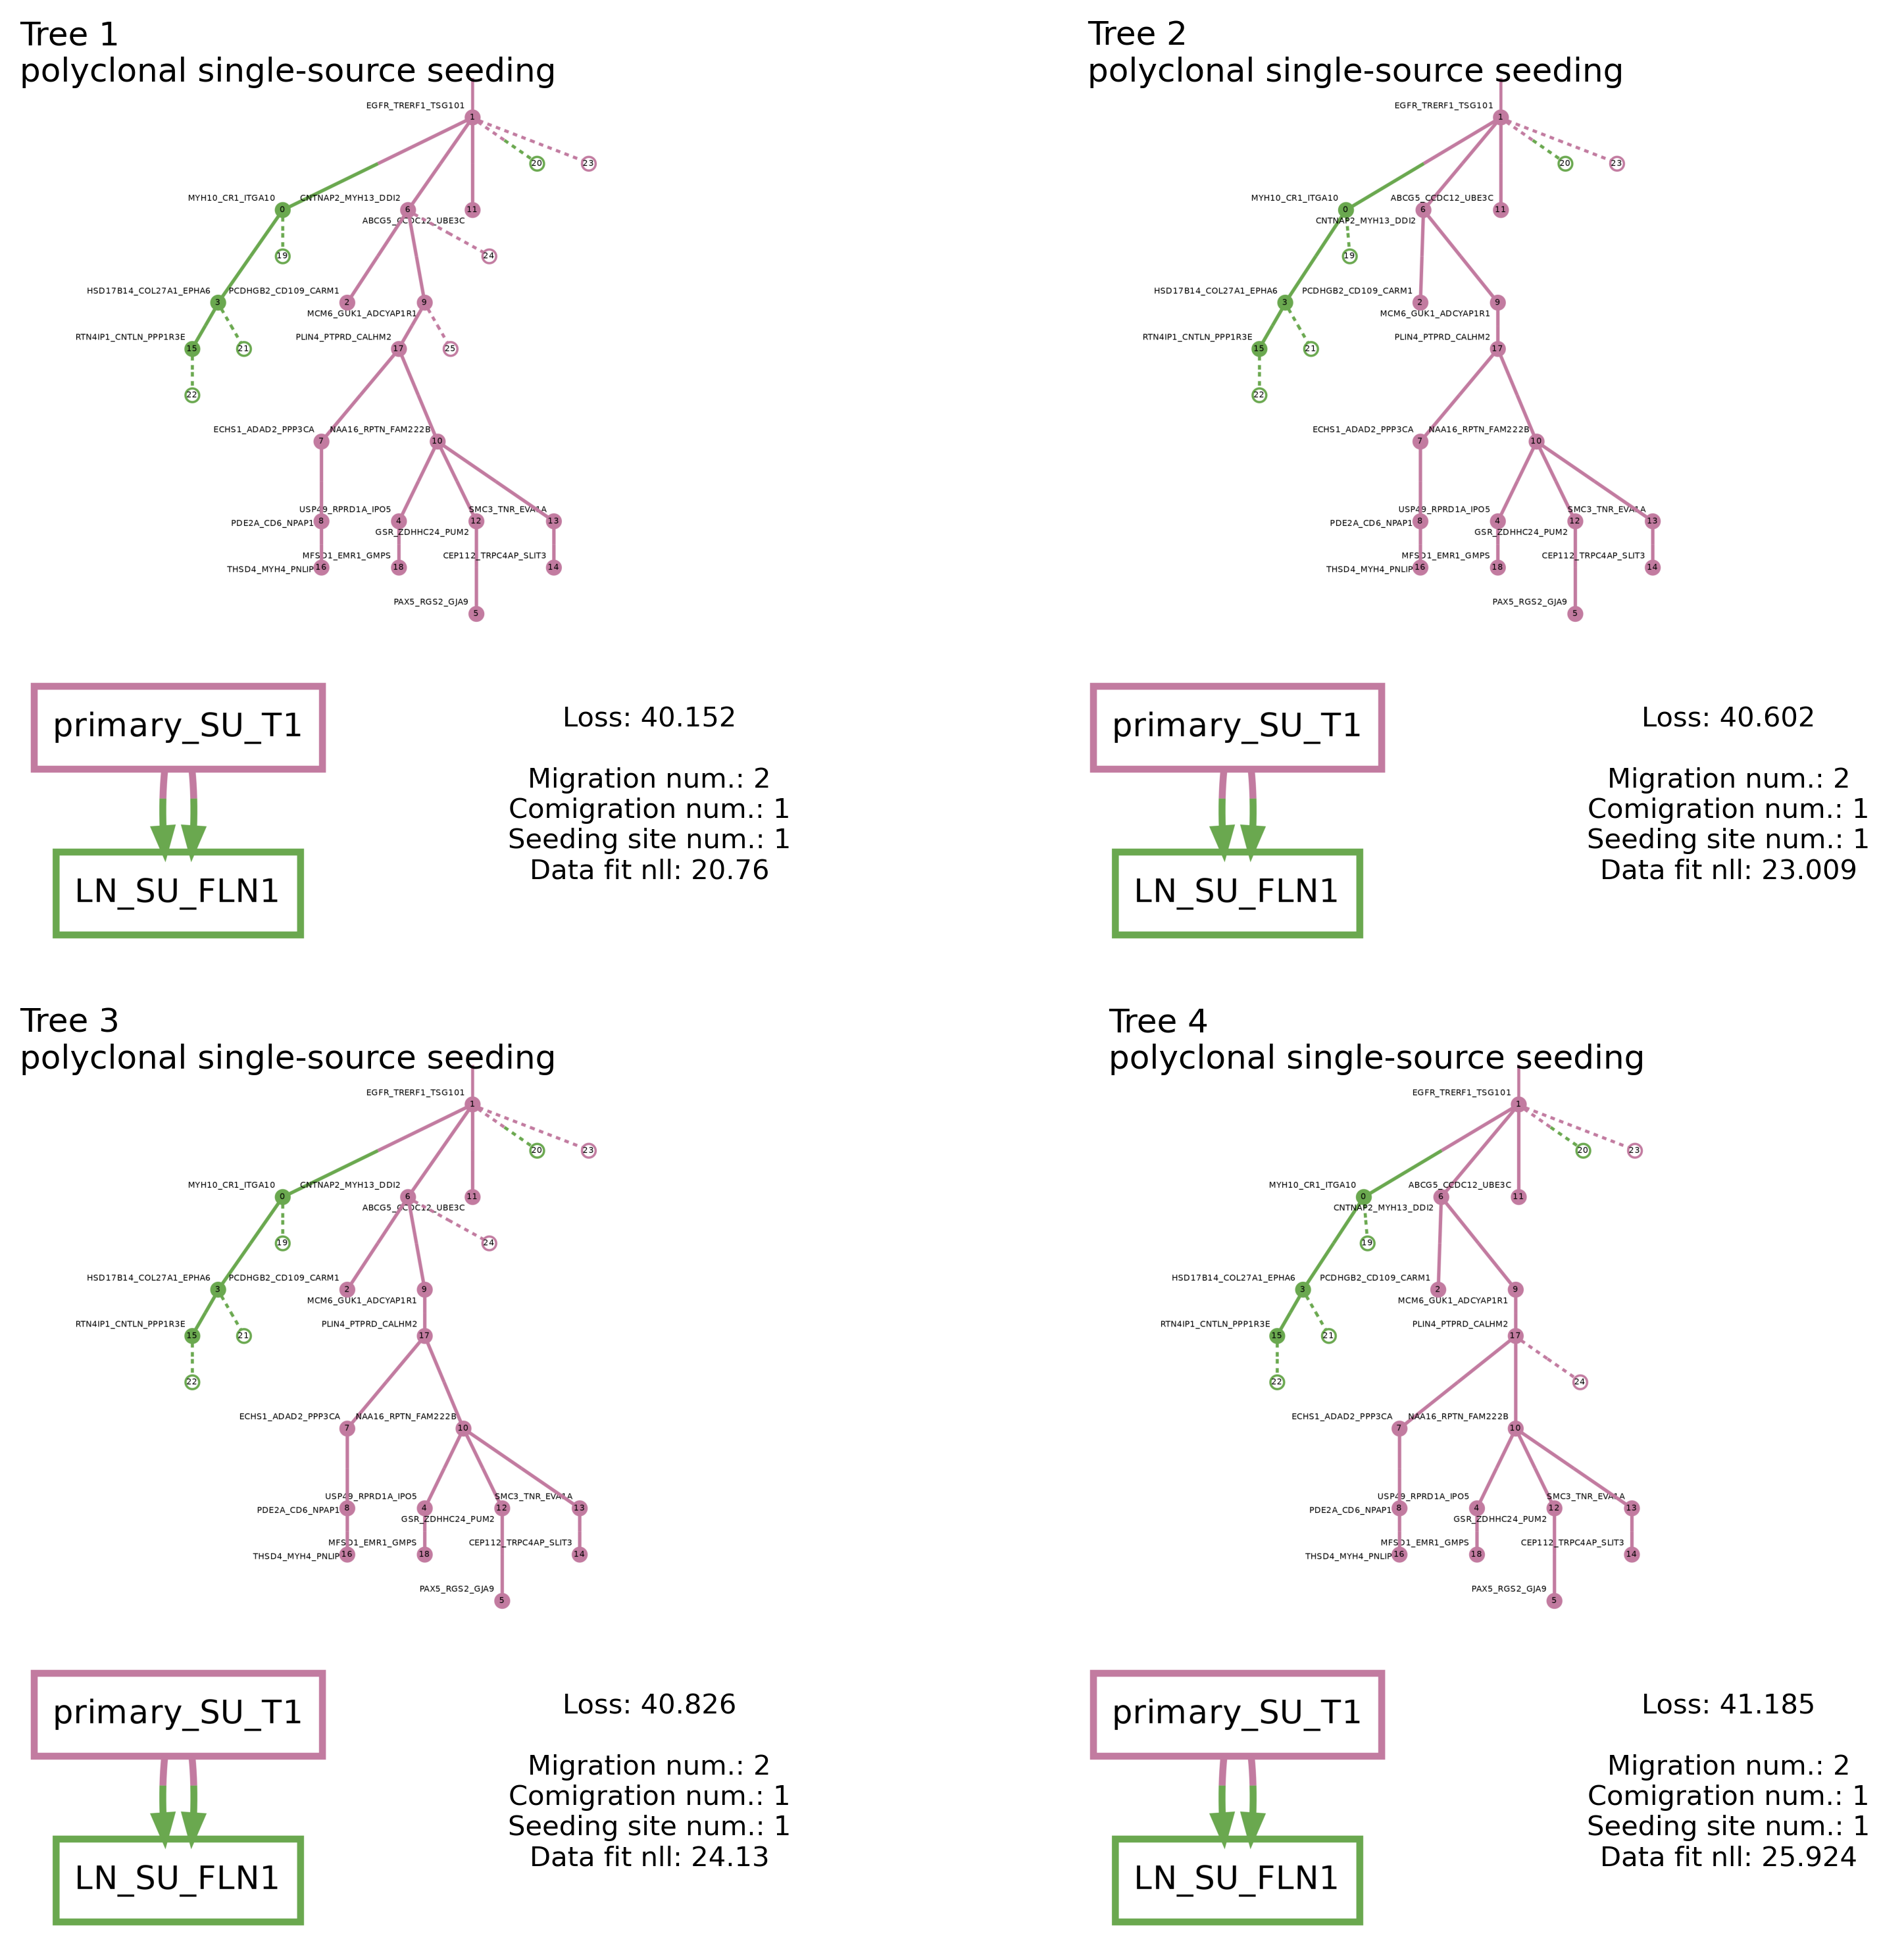 Tree 1
polyclonal single-source seeding
EGFR_TRERF1_TSG101
1
20
23
MYH10_CR1_ITGA10
CNTNAP2_MYH13_DDI2
0
6
11
ABCG5_CCDC12_UBE3C
19
24
HSD17B14_COL27A1_EPHA6
PCDHGB2_CD109_CARM1
3
2
9
MCM6_GUK1_ADCYAP1R1
RTN4IP1_CNTLN_PPP1R3E
PLIN4_PTPRD_CALHM2
15
21
17
25
22
ECHS1_ADAD2_PPP3CA
NAA16_RPTN_FAM222B
7
10
USP49_RPRD1A_IPO5
SMC3_TNR_EVA1A
PDE2A_CD6_NPAP1
8
4
12
13
GSR_ZDHHC24_PUM2
MFSD1_EMR1_GMPS
CEP112_TRPC4AP_SLIT3
THSD4_MYH4_PNLIP
16
18
14
PAX5_RGS2_GJA9
5
primary_SU_T1
LN_SU_FLN1
Loss: 40.152
Migration num.: 2
Comigration num.: 1
Seeding site num.: 1
Data fit nll: 20.76
Tree 2
polyclonal single-source seeding
EGFR_TRERF1_TSG101
1
20
23
MYH10_CR1_ITGA10
ABCG5_CCDC12_UBE3C
0
6
11
CNTNAP2_MYH13_DDI2
19
HSD17B14_COL27A1_EPHA6
PCDHGB2_CD109_CARM1
3
2
9
MCM6_GUK1_ADCYAP1R1
RTN4IP1_CNTLN_PPP1R3E
PLIN4_PTPRD_CALHM2
15
21
17
22
ECHS1_ADAD2_PPP3CA
NAA16_RPTN_FAM222B
7
10
USP49_RPRD1A_IPO5
SMC3_TNR_EVA1A
PDE2A_CD6_NPAP1
8
4
12
13
GSR_ZDHHC24_PUM2
MFSD1_EMR1_GMPS
CEP112_TRPC4AP_SLIT3
THSD4_MYH4_PNLIP
16
18
14
PAX5_RGS2_GJA9
5
primary_SU_T1
LN_SU_FLN1
Loss: 40.602
Migration num.: 2
Comigration num.: 1
Seeding site num.: 1
Data fit nll: 23.009
Tree 3
polyclonal single-source seeding
EGFR_TRERF1_TSG101
1
20
23
MYH10_CR1_ITGA10
CNTNAP2_MYH13_DDI2
0
6
11
ABCG5_CCDC12_UBE3C
19
24
HSD17B14_COL27A1_EPHA6
PCDHGB2_CD109_CARM1
3
2
9
MCM6_GUK1_ADCYAP1R1
RTN4IP1_CNTLN_PPP1R3E
PLIN4_PTPRD_CALHM2
15
21
17
22
ECHS1_ADAD2_PPP3CA
NAA16_RPTN_FAM222B
7
10
USP49_RPRD1A_IPO5
SMC3_TNR_EVA1A
PDE2A_CD6_NPAP1
8
4
12
13
GSR_ZDHHC24_PUM2
MFSD1_EMR1_GMPS
CEP112_TRPC4AP_SLIT3
THSD4_MYH4_PNLIP
16
18
14
PAX5_RGS2_GJA9
5
primary_SU_T1
LN_SU_FLN1
Loss: 40.826
Migration num.: 2
Comigration num.: 1
Seeding site num.: 1
Data fit nll: 24.13
Tree 4
polyclonal single-source seeding
EGFR_TRERF1_TSG101
1
20
23
MYH10_CR1_ITGA10
ABCG5_CCDC12_UBE3C
0
6
11
CNTNAP2_MYH13_DDI2
19
HSD17B14_COL27A1_EPHA6
PCDHGB2_CD109_CARM1
3
2
9
MCM6_GUK1_ADCYAP1R1
RTN4IP1_CNTLN_PPP1R3E
PLIN4_PTPRD_CALHM2
15
21
17
22
24
ECHS1_ADAD2_PPP3CA
NAA16_RPTN_FAM222B
7
10
USP49_RPRD1A_IPO5
SMC3_TNR_EVA1A
PDE2A_CD6_NPAP1
8
4
12
13
GSR_ZDHHC24_PUM2
MFSD1_EMR1_GMPS
CEP112_TRPC4AP_SLIT3
THSD4_MYH4_PNLIP
16
18
14
PAX5_RGS2_GJA9
5
primary_SU_T1
LN_SU_FLN1
Loss: 41.185
Migration num.: 2
Comigration num.: 1
Seeding site num.: 1
Data fit nll: 25.924